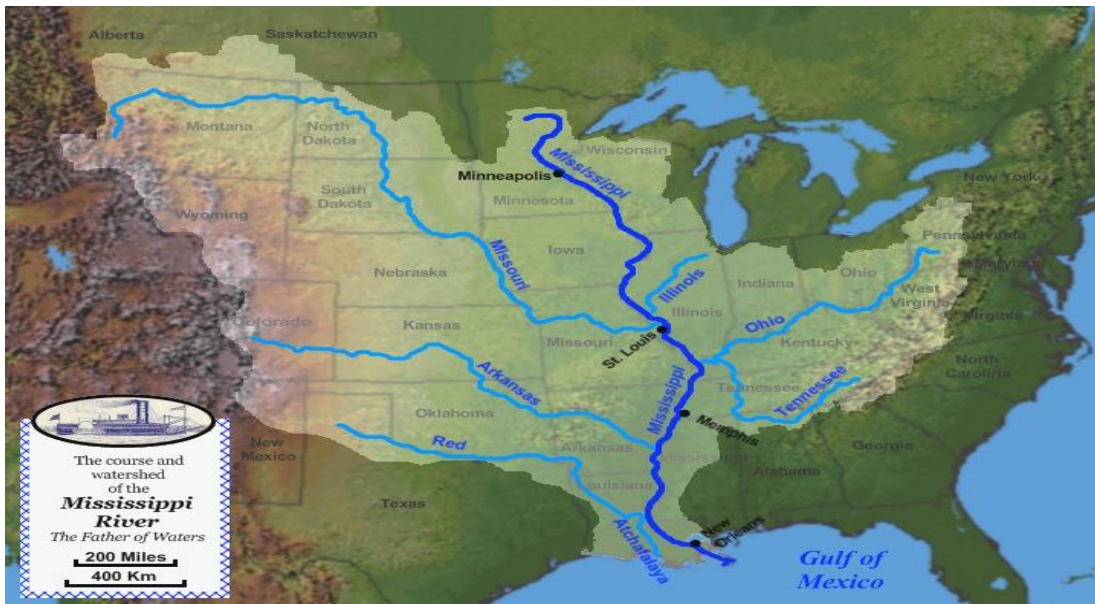 Alberta
Saskatchewan
Montana
North
Dakota
Wisconsin
Mississippi
Minneapolis
Minnesota
South
Dakota
Wyoming
New York
Pennsylvania
Maryland
Iowa
Missouri
Nebraska
Illinois
Indiana
Ohio
West
Virginia
Virginia
Illinois
Ohio
Colorado
Kansas
Missouri
St. Louis
Kentucky
North
Carolina
Arkansas
Mississippi
Tennessee
Tennessee
Oklahoma
Red
Memphis
Arkansas
Mississippi
Georgia
Alabama
New
Mexico
Texas
Louisiana
Atchafalaya
New
Orleans
Gulf of
Mexico
The course and
watershed
of the
Mississippi
River
The Father of Waters
200 Miles
400 Km